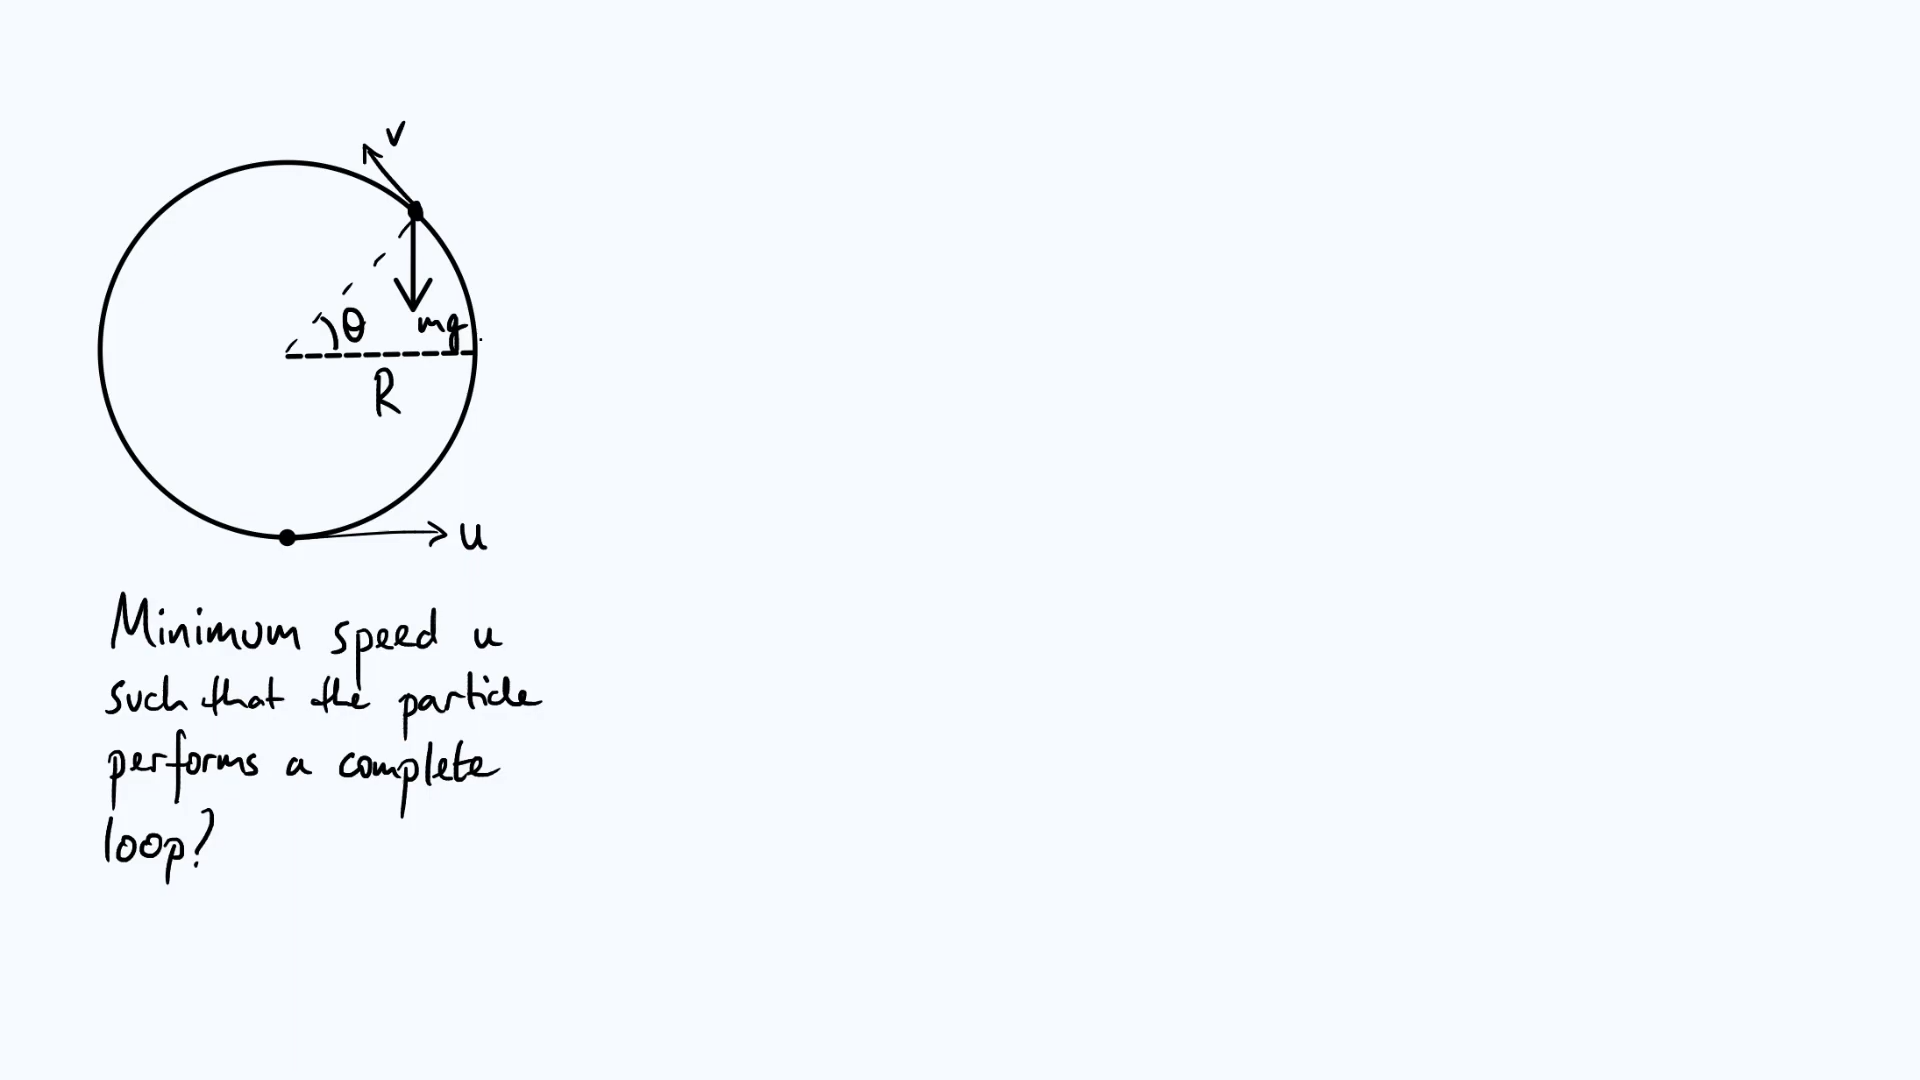 v
θ
mg
R
u
Minimum speed u
such that the particle
performs a complete
loop?